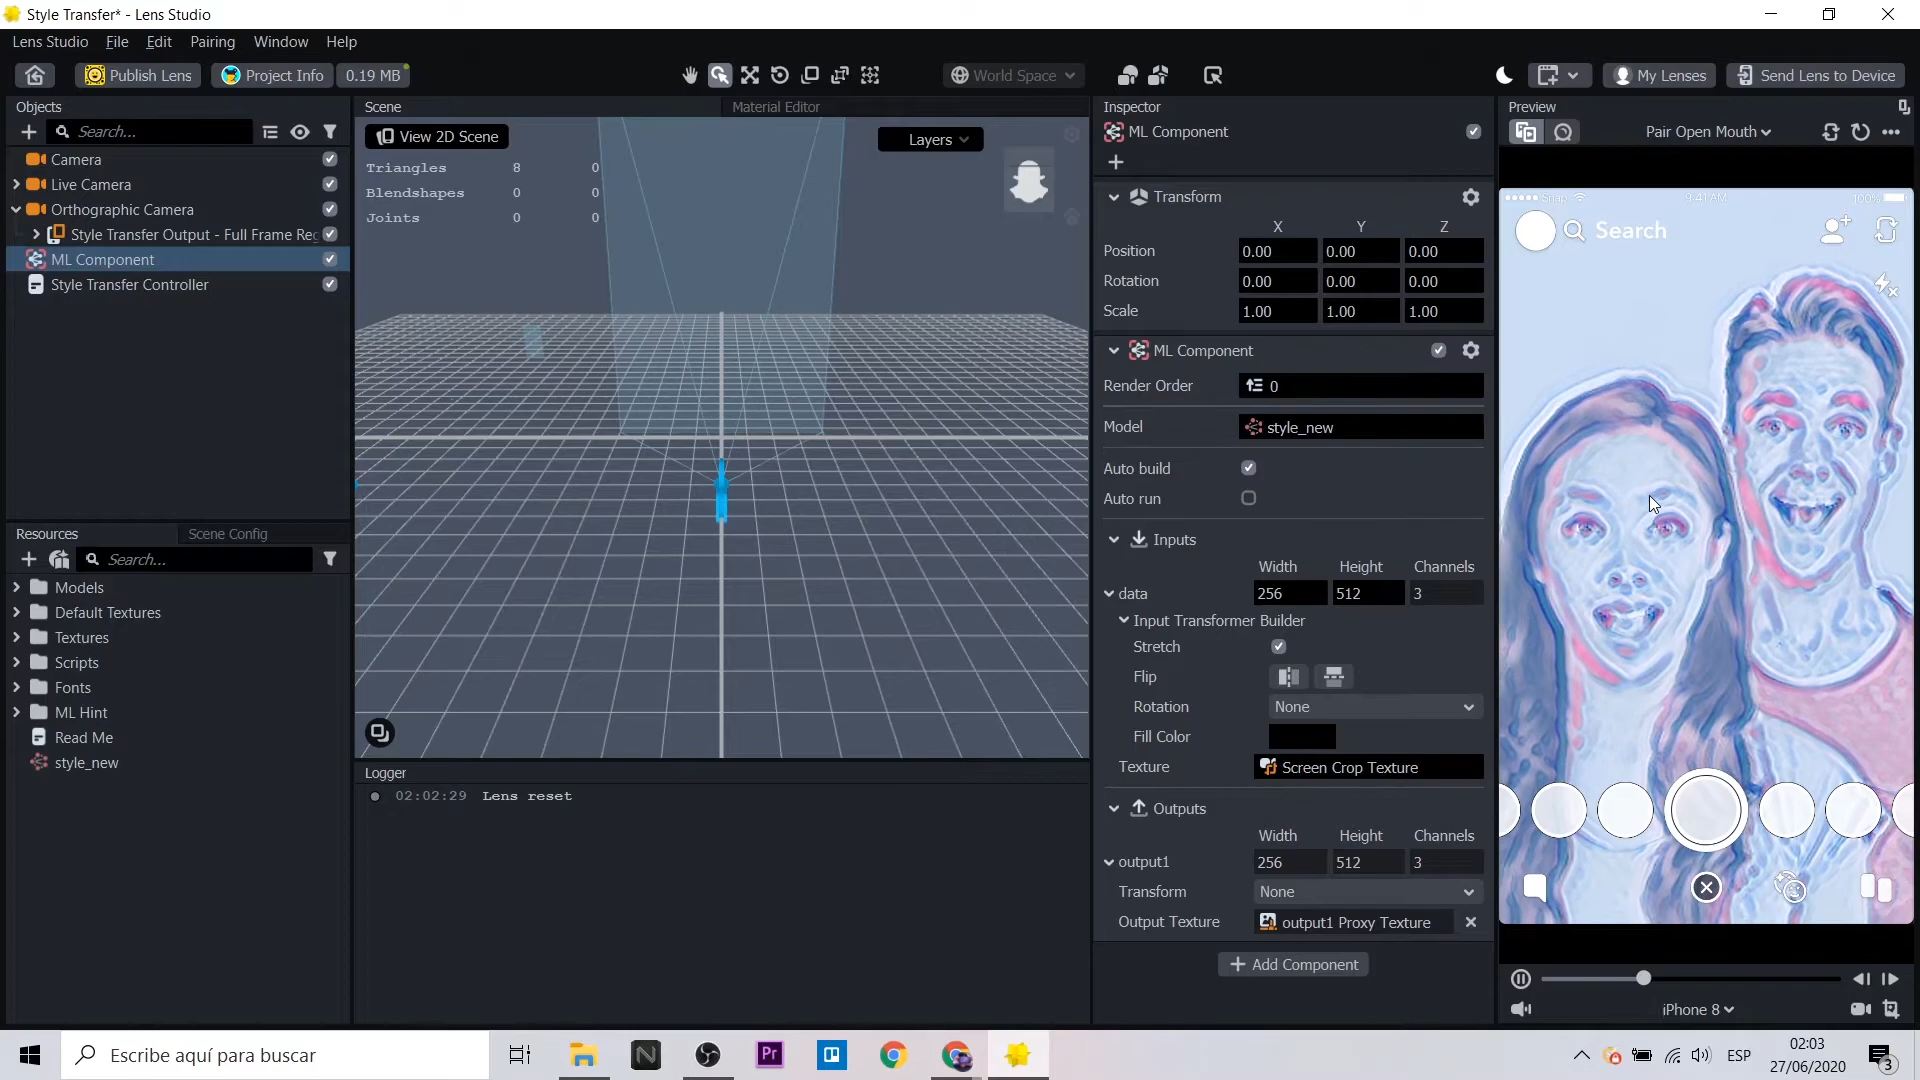 Style Transfer* - Lens Studio
Lens Studio File Edit Pairing Window Help
Publish Lens Project Info 0.19 MB World Space My Lenses Send Lens to Device
Objects
Search...
Camera
Live Camera
Orthographic Camera
Style Transfer Output - Full Frame Reg
ML Component
Style Transfer Controller
Resources Scene Config
Search...
Models
Default Textures
Textures
Scripts
Fonts
ML Hint
Read Me
style_new
Scene Material Editor
View 2D Scene Layers
Triangles 8 0
Blendshapes 0 0
Joints 0 0
Logger
02:02:29 Lens reset
Inspector
ML Component
Transform
X Y Z
Position 0.00 0.00 0.00
Rotation 0.00 0.00 0.00
Scale 1.00 1.00 1.00
ML Component
Render Order 0
Model style_new
Auto build
Auto run
Inputs
Width Height Channels
data 256 512 3
Input Transformer Builder
Stretch
Flip
Rotation None
Fill Color
Texture Screen Crop Texture
Outputs
Width Height Channels
output1 256 512 3
Transform None
Output Texture output1 Proxy Texture
Add Component
Preview
Pair Open Mouth
Snap 9:41 AM 100%
Search
iPhone 8
Escribe aquí para buscar
N
Pr
ESP
02:03
27/06/2020
3